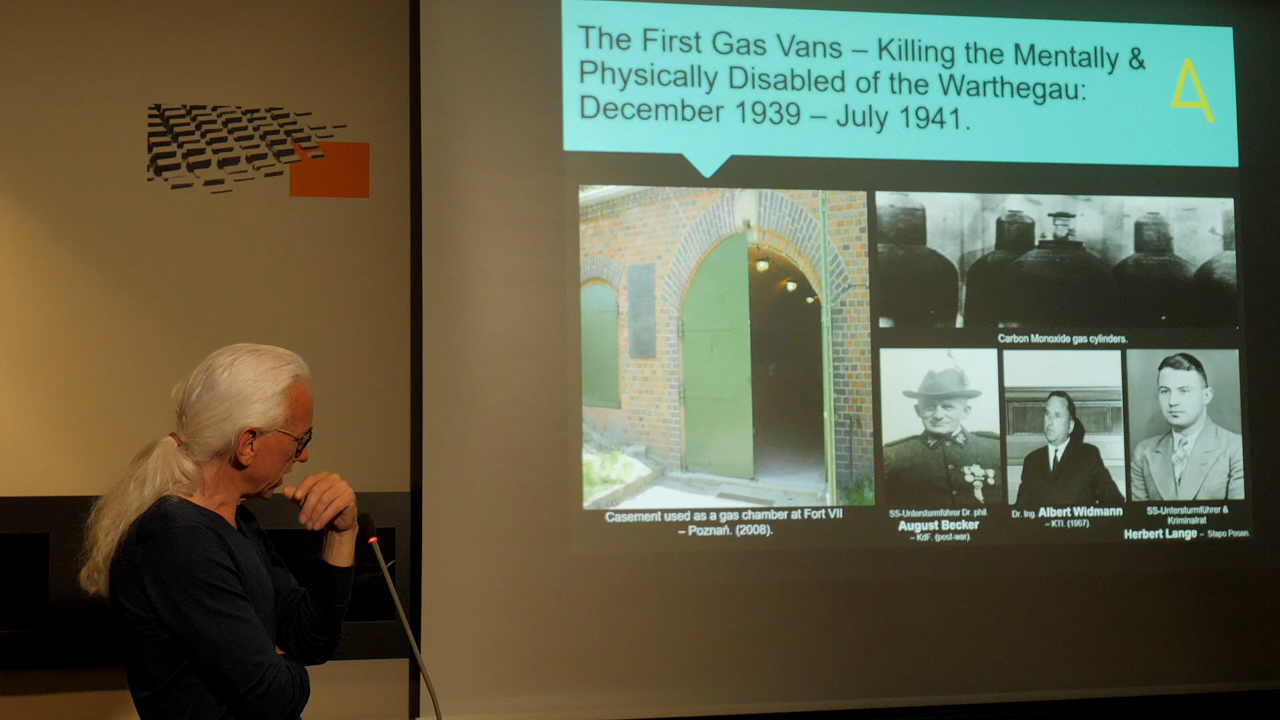 The First Gas Vans – Killing the Mentally &
Physically Disabled of the Warthegau:
December 1939 – July 1941.
Carbon Monoxide gas cylinders.
Casement used as a gas chamber at Fort VII
– Poznań. (2008).
SS-Untersturmführer Dr. phil.
August Becker
– KdF. (post-war).
Dr. Ing. Albert Widmann
– KTI. (1967).
SS-Untersturmführer &
Kriminalrat
Herbert Lange – Stapo Posen.